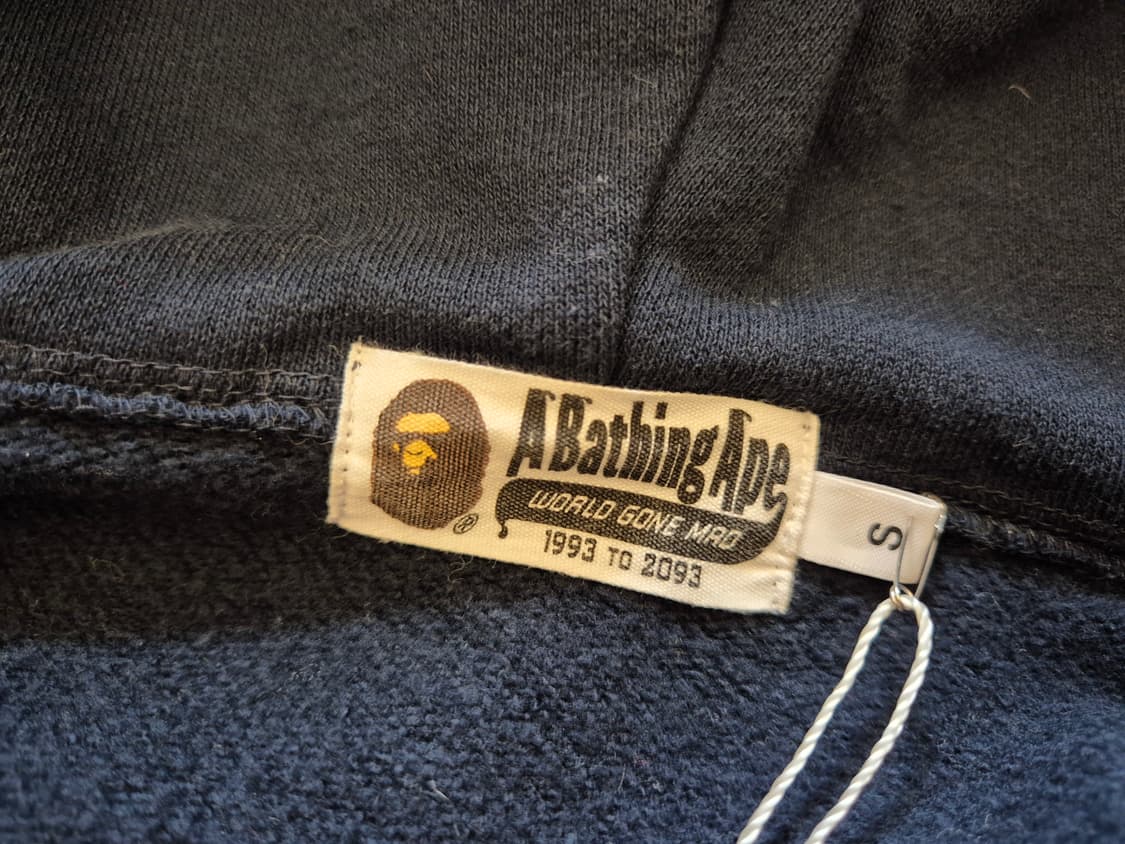 A Bathing Ape
®
WORLD GONE MAD
1993 TO 2093
S